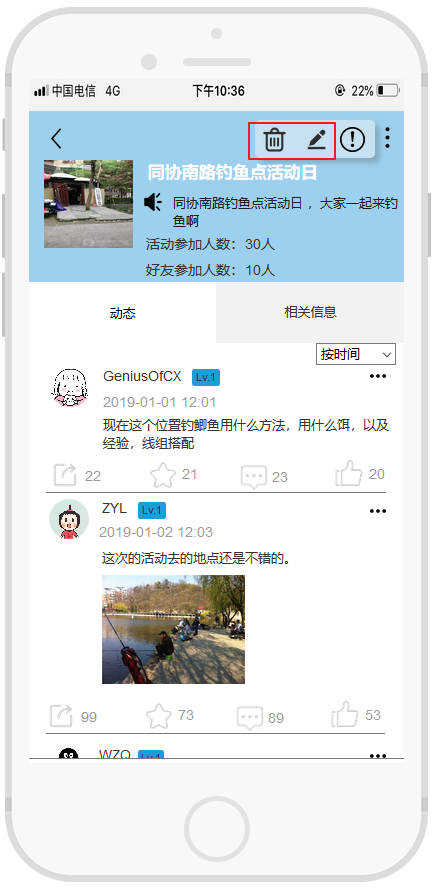 中国电信 4G 下午10:36 22%
同协南路钓鱼点活动日
同协南路钓鱼点活动日，大家一起来钓
鱼啊
活动参加人数：30人
好友参加人数：10人
动态 相关信息
按时间
GeniusOfCX Lv.1
2019-01-01 12:01
现在这个位置钓鲫鱼用什么方法，用什么饵，以及
经验，线组搭配
22 21 23 20
ZYL Lv.1
2019-01-02 12:03
这次的活动去的地点还是不错的。
99 73 89 53
WZQ Lv.1